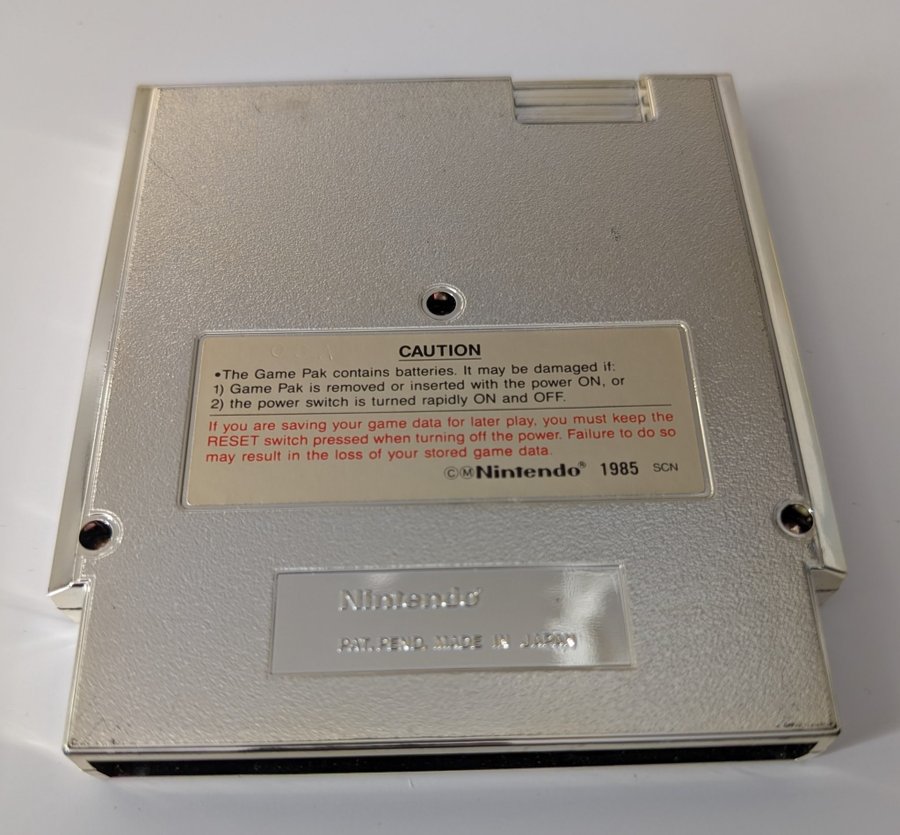 CAUTION
•The Game Pak contains batteries. It may be damaged if:
1) Game Pak is removed or inserted with the power ON, or
2) the power switch is turned rapidly ON and OFF.
If you are saving your game data for later play, you must keep the
RESET switch pressed when turning off the power. Failure to do so
may result in the loss of your stored game data.
©Ⓜ Nintendo® 1985 SCN
Nintendo
PAT. PEND. MADE IN JAPAN